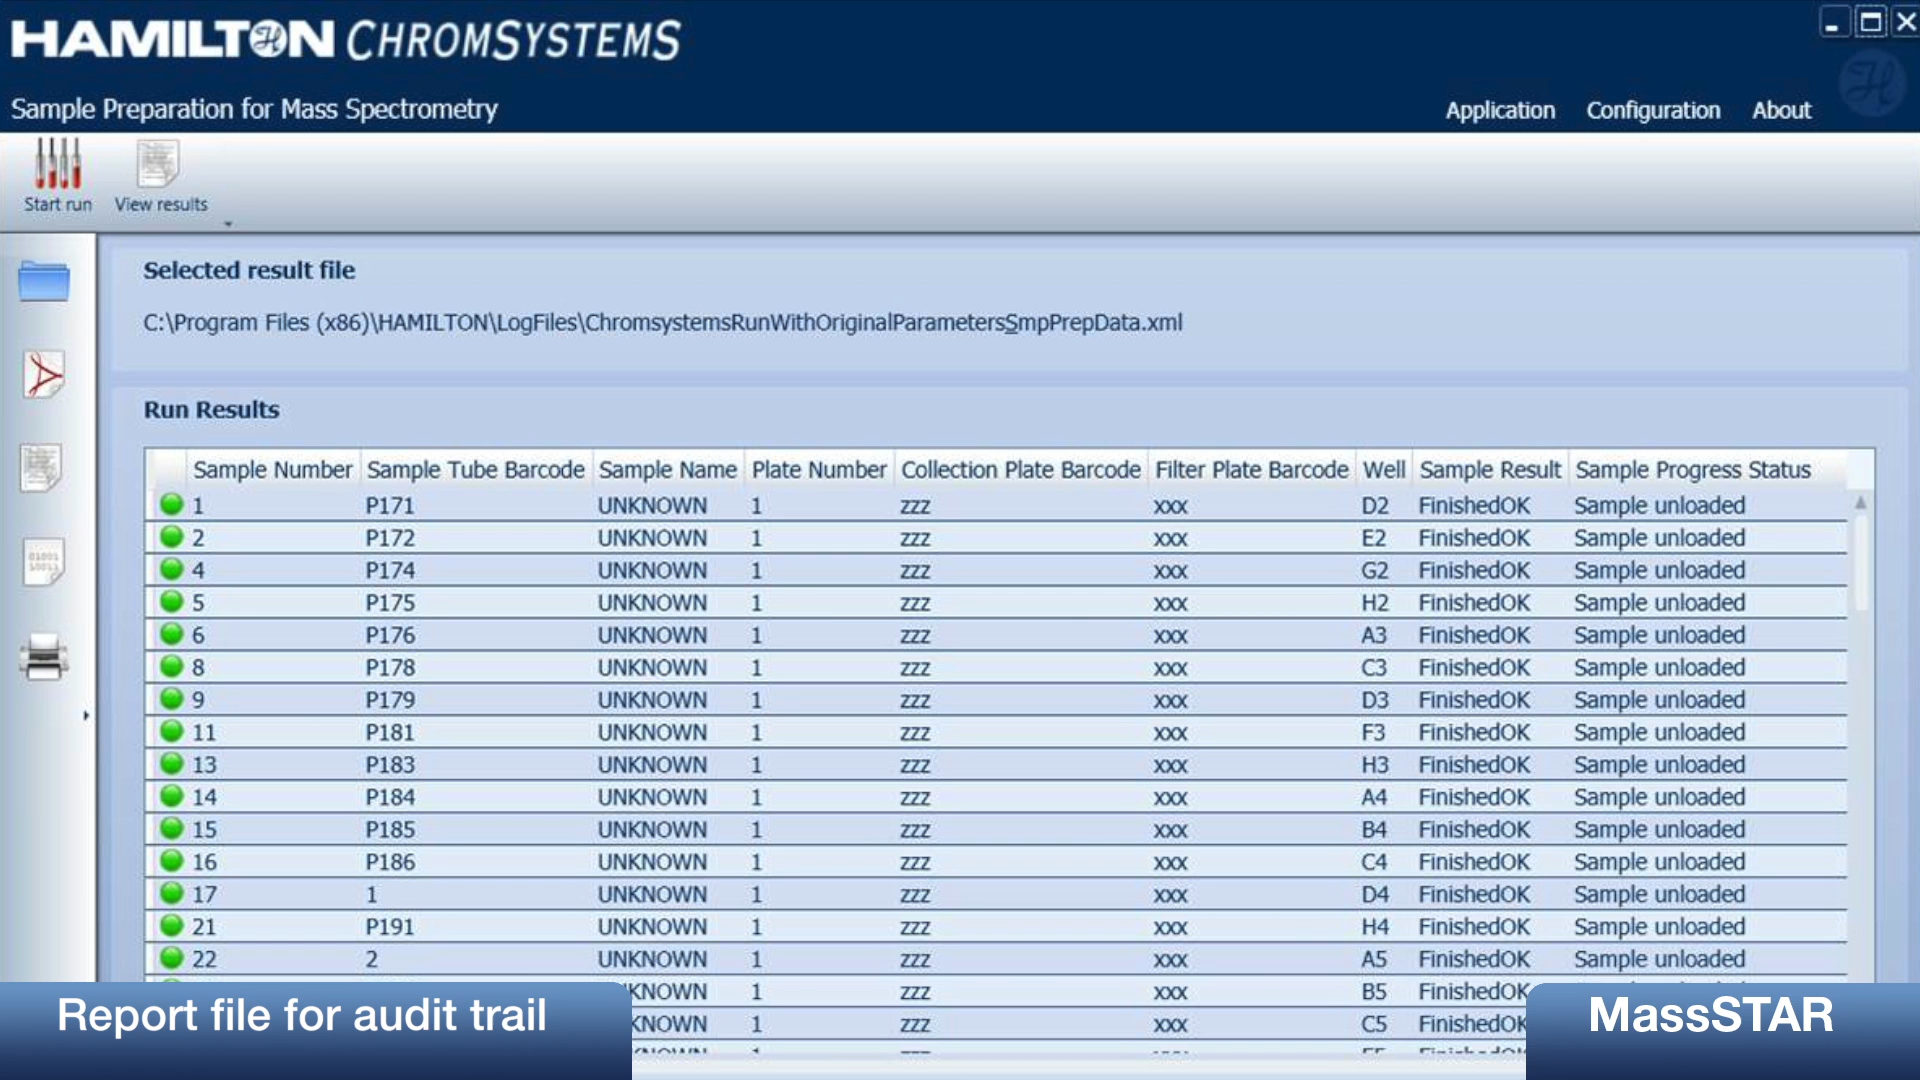 HAMILTON CHROMSYSTEMS
Sample Preparation for Mass Spectrometry
Application Configuration About
Start run View results
Selected result file
C:\Program Files (x86)\HAMILTON\LogFiles\ChromsystemsRunWithOriginalParametersSmpPrepData.xml
Run Results
Sample Number Sample Tube Barcode Sample Name Plate Number Collection Plate Barcode Filter Plate Barcode Well Sample Result Sample Progress Status
1 P171 UNKNOWN 1 zzz xxx D2 FinishedOK Sample unloaded
2 P172 UNKNOWN 1 zzz xxx E2 FinishedOK Sample unloaded
4 P174 UNKNOWN 1 zzz xxx G2 FinishedOK Sample unloaded
5 P175 UNKNOWN 1 zzz xxx H2 FinishedOK Sample unloaded
6 P176 UNKNOWN 1 zzz xxx A3 FinishedOK Sample unloaded
8 P178 UNKNOWN 1 zzz xxx C3 FinishedOK Sample unloaded
9 P179 UNKNOWN 1 zzz xxx D3 FinishedOK Sample unloaded
11 P181 UNKNOWN 1 zzz xxx F3 FinishedOK Sample unloaded
13 P183 UNKNOWN 1 zzz xxx H3 FinishedOK Sample unloaded
14 P184 UNKNOWN 1 zzz xxx A4 FinishedOK Sample unloaded
15 P185 UNKNOWN 1 zzz xxx B4 FinishedOK Sample unloaded
16 P186 UNKNOWN 1 zzz xxx C4 FinishedOK Sample unloaded
17 1 UNKNOWN 1 zzz xxx D4 FinishedOK Sample unloaded
21 P191 UNKNOWN 1 zzz xxx H4 FinishedOK Sample unloaded
22 2 UNKNOWN 1 zzz xxx A5 FinishedOK Sample unloaded
KNOWN 1 zzz xxx B5 FinishedOK
KNOWN 1 zzz xxx C5 FinishedOK
Report file for audit trail
MassSTAR